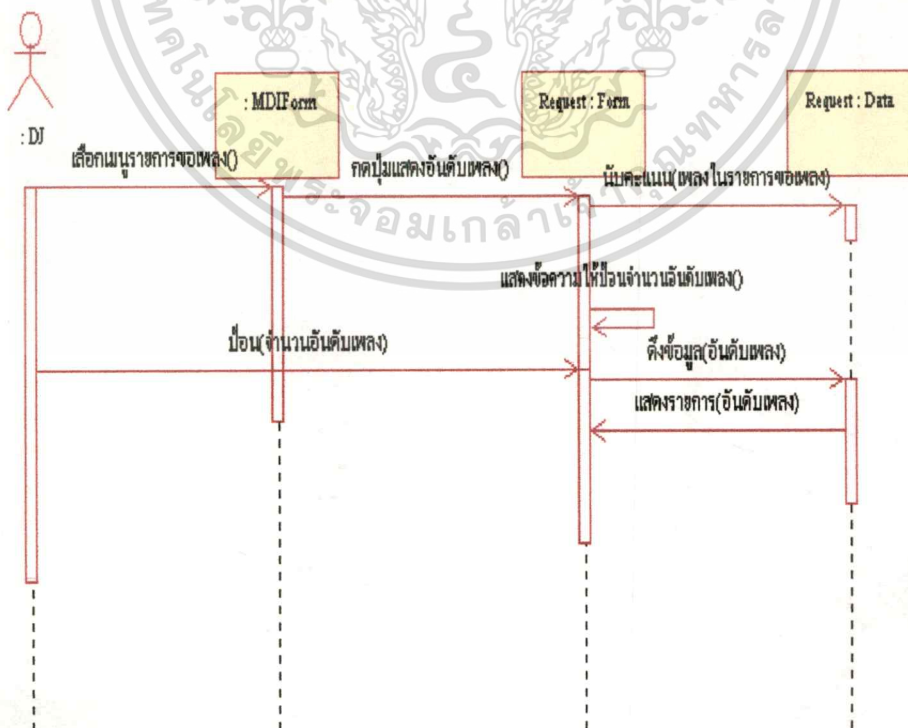 : DJ
: MDIForm
Request : Form
Request : Data
เลือกเมนูรายการขอเพลง()
กดปุ่มแสดงอันดับเพลง()
นับคะแนน(เพลงในรายการขอเพลง)
แสดงข้อความให้ป้อนจำนวนอันดับเพลง()
ป้อน(จำนวนอันดับเพลง)
ดึงข้อมูล(อันดับเพลง)
แสดงรายการ(อันดับเพลง)